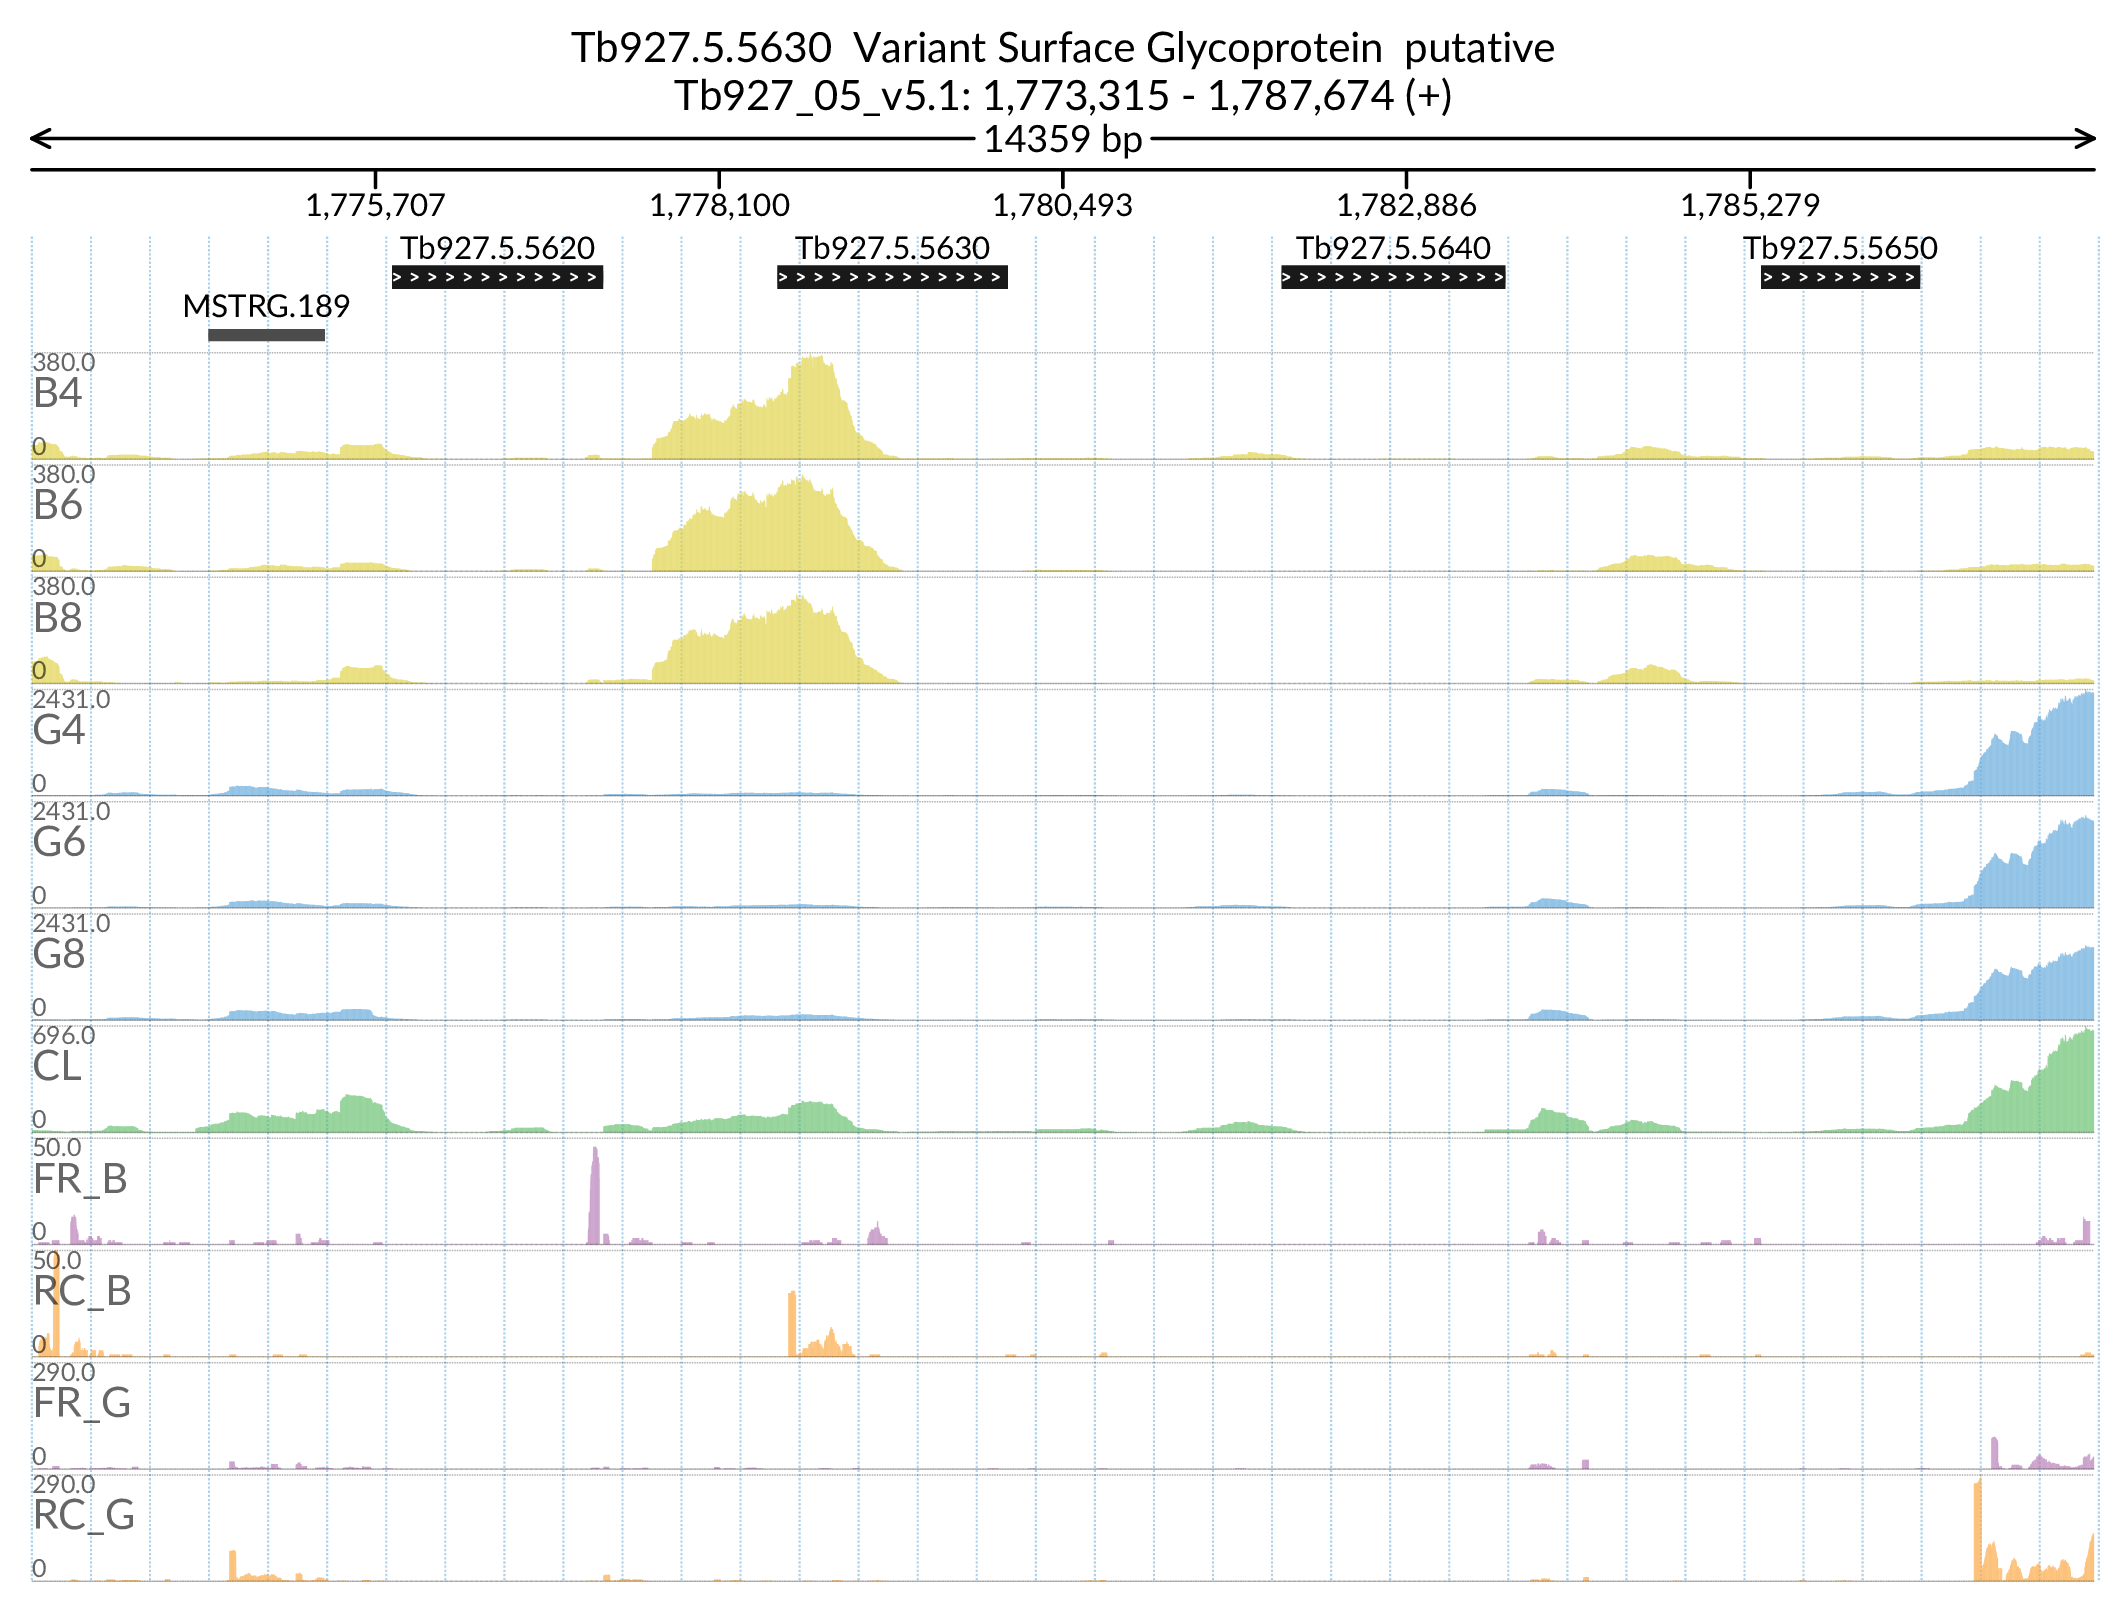 Tb927.5.5630 Variant Surface Glycoprotein putative
Tb927_05_v5.1: 1,773,315 - 1,787,674 (+)
14359 bp
1,775,707 1,778,100 1,780,493 1,782,886 1,785,279
Tb927.5.5620 Tb927.5.5630 Tb927.5.5640 Tb927.5.5650
MSTRG.189
380.0
B4
0
380.0
B6
0
380.0
B8
0
2431.0
G4
0
2431.0
G6
0
2431.0
G8
0
696.0
CL
0
50.0
FR_B
0
50.0
RC_B
0
290.0
FR_G
0
290.0
RC_G
0